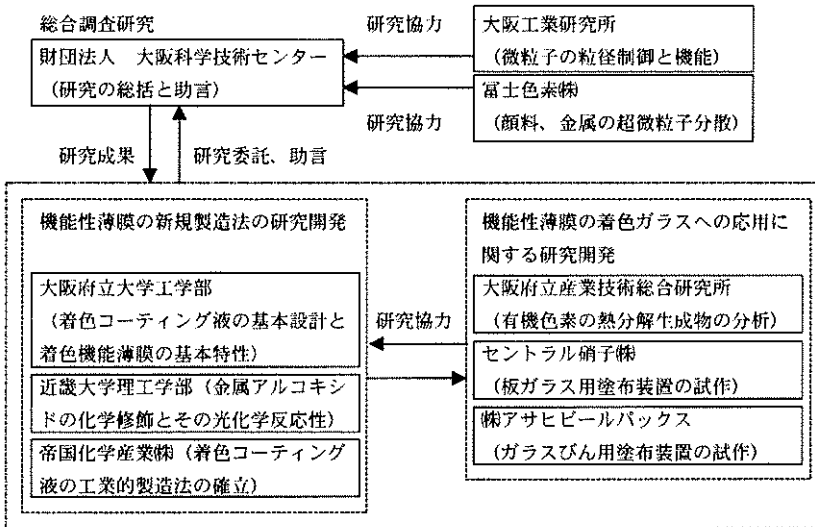 総合調査研究
財団法人　大阪科学技術センター
（研究の総括と助言）
研究協力
大阪工業研究所
（微粒子の粒径制御と機能）
冨士色素㈱
（顔料、金属の超微粒子分散）
研究協力
研究成果
研究委託、助言
機能性薄膜の新規製造法の研究開発
大阪府立大学工学部
（着色コーティング液の基本設計と
着色機能薄膜の基本特性）
近畿大学理工学部（金属アルコキシ
ドの化学修飾とその光化学反応性）
帝国化学産業㈱（着色コーティング
液の工業的製造法の確立）
研究協力
機能性薄膜の着色ガラスへの応用に
関する研究開発
大阪府立産業技術総合研究所
（有機色素の熱分解生成物の分析）
セントラル硝子㈱
（板ガラス用塗布装置の試作）
㈱アサヒビールパックス
（ガラスびん用塗布装置の試作）